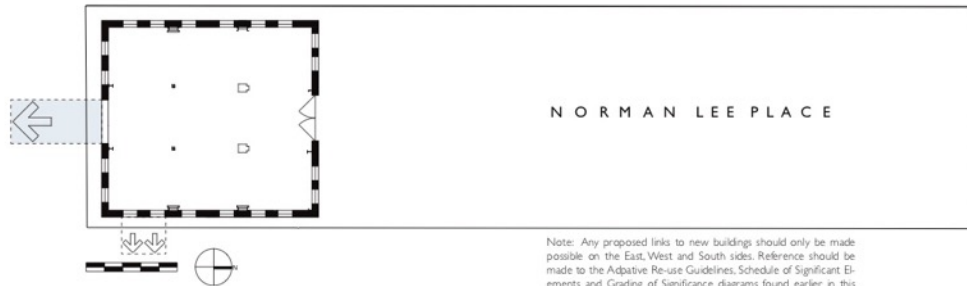 NORMAN LEE PLACE
N
Note: Any proposed links to new buildings should only be made
possible on the East, West and South sides. Reference should be
made to the Adpative Re-use Guidelines, Schedule of Significant El-
ements and Grading of Significance diagrams found earlier in this